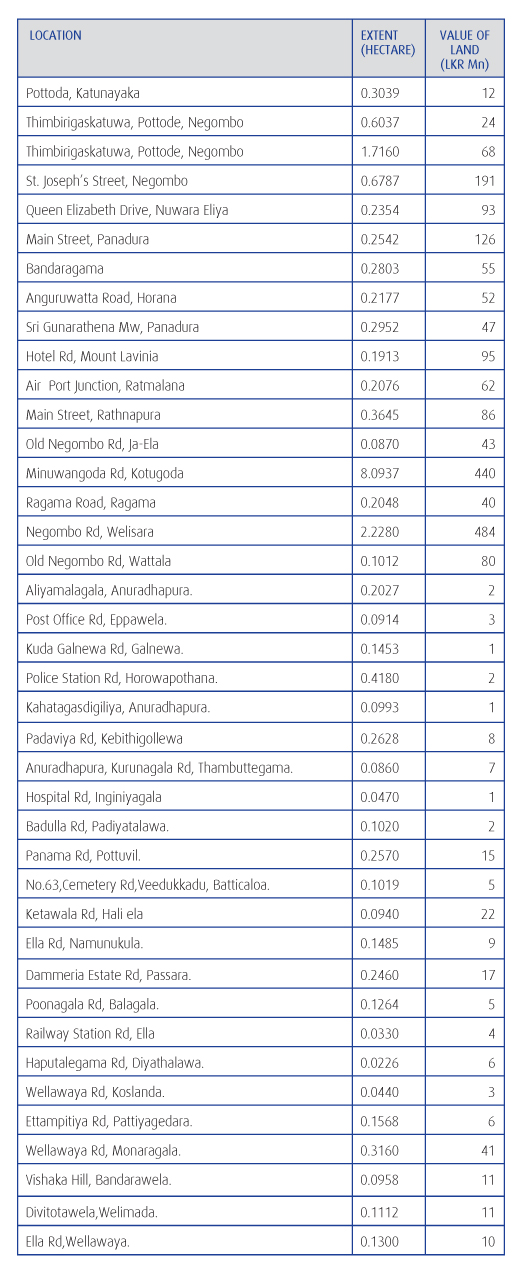 LOCATION EXTENT (HECTARE) VALUE OF LAND (LKR Mn)
Pottoda, Katunayaka 0.3039 12
Thimbirigaskatuwa, Pottode, Negombo 0.6037 24
Thimbirigaskatuwa, Pottode, Negombo 1.7160 68
St. Joseph's Street, Negombo 0.6787 191
Queen Elizabeth Drive, Nuwara Eliya 0.2354 93
Main Street, Panadura 0.2542 126
Bandaragama 0.2803 55
Anguruwatta Road, Horana 0.2177 52
Sri Gunarathena Mw, Panadura 0.2952 47
Hotel Rd, Mount Lavinia 0.1913 95
Air Port Junction, Ratmalana 0.2076 62
Main Street, Rathnapura 0.3645 86
Old Negombo Rd, Ja-Ela 0.0870 43
Minuwangoda Rd, Kotugoda 8.0937 440
Ragama Road, Ragama 0.2048 40
Negombo Rd, Welisara 2.2280 484
Old Negombo Rd, Wattala 0.1012 80
Aliyamalagala, Anuradhapura. 0.2027 2
Post Office Rd, Eppawela. 0.0914 3
Kuda Galnewa Rd, Galnewa. 0.1453 1
Police Station Rd, Horowapothana. 0.4180 2
Kahatagasdigiliya, Anuradhapura. 0.0993 1
Padaviya Rd, Kebithigollewa 0.2628 8
Anuradhapura, Kurunagala Rd, Thambuttegama. 0.0860 7
Hospital Rd, Inginiyagala 0.0470 1
Badulla Rd, Padiyatalawa. 0.1020 2
Panama Rd, Pottuvil. 0.2570 15
No.63,Cemetery Rd,Veedukkadu, Batticaloa. 0.1019 5
Ketawala Rd, Hali ela 0.0940 22
Ella Rd, Namunukula. 0.1485 9
Dammeria Estate Rd, Passara. 0.2460 17
Poonagala Rd, Balagala. 0.1264 5
Railway Station Rd, Ella 0.0330 4
Haputalegama Rd, Diyathalawa. 0.0226 6
Wellawaya Rd, Koslanda. 0.0440 3
Ettampitiya Rd, Pattiyagedara. 0.1568 6
Wellawaya Rd, Monaragala. 0.3160 41
Vishaka Hill, Bandarawela. 0.0958 11
Divitotawela,Welimada. 0.1112 11
Ella Rd,Wellawaya. 0.1300 10